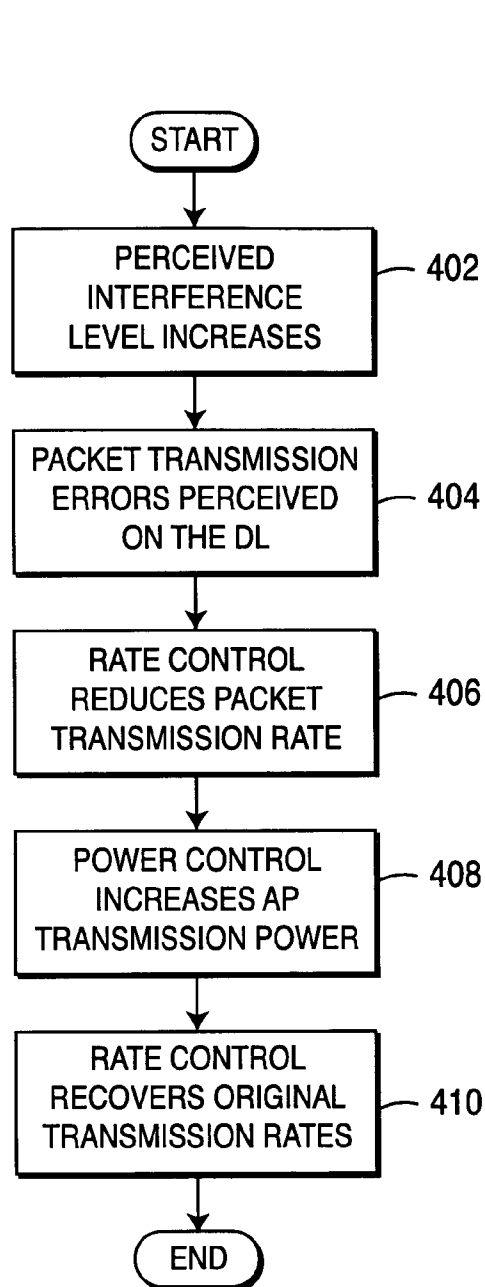 START
PERCEIVED
INTERFERENCE
LEVEL INCREASES
402
PACKET TRANSMISSION
ERRORS PERCEIVED
ON THE DL
404
RATE CONTROL
REDUCES PACKET
TRANSMISSION RATE
406
POWER CONTROL
INCREASES AP
TRANSMISSION POWER
408
RATE CONTROL
RECOVERS ORIGINAL
TRANSMISSION RATES
410
END